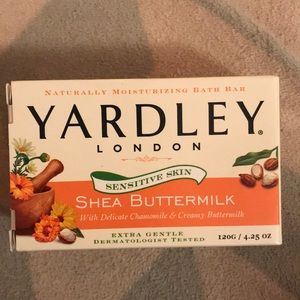 NATURALLY MOISTURIZING BATH BAR
YARDLEY®
LONDON
SENSITIVE SKIN
SHEA BUTTERMILK
With Delicate Chamomile & Creamy Buttermilk
EXTRA GENTLE
DERMATOLOGIST TESTED
120G / 4.25 OZ